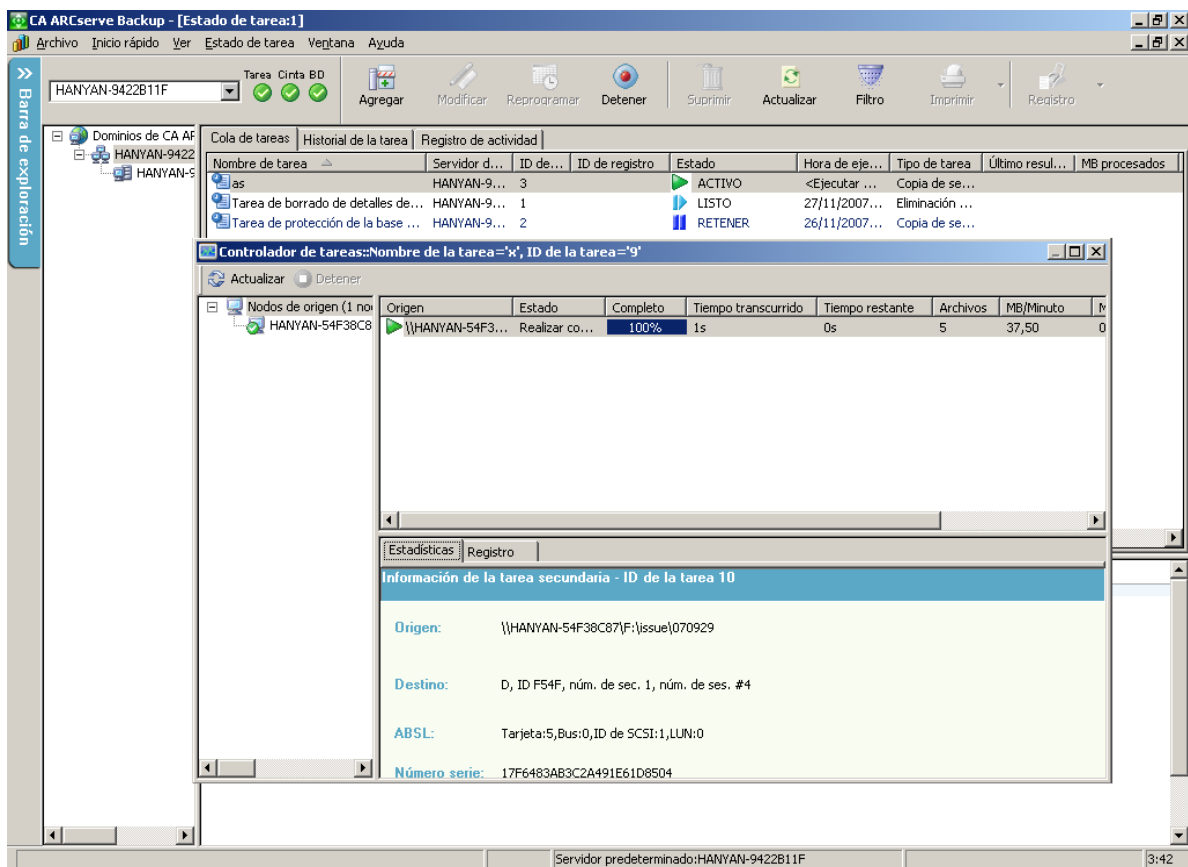 CA ARCserve Backup - [Estado de tarea:1]
Archivo Inicio rápido Ver Estado de tarea Ventana Ayuda
Barra de exploración
HANYAN-9422B11F
Tarea Cinta BD
Agregar Modificar Reprogramar Detener Suprimir Actualizar Filtro Imprimir Registro
Dominios de CA AF
HANYAN-9422
HANYAN-9
Cola de tareas Historial de la tarea Registro de actividad
Nombre de tarea Servidor d... ID de... ID de registro Estado Hora de eje... Tipo de tarea Último resul... MB procesados
as HANYAN-9... 3 ACTIVO <Ejecutar ... Copia de se...
Tarea de borrado de detalles de... HANYAN-9... 1 LISTO 27/11/2007... Eliminación ...
Tarea de protección de la base ... HANYAN-9... 2 RETENER 26/11/2007... Copia de se...
Controlador de tareas::Nombre de la tarea='x', ID de la tarea='9'
Actualizar Detener
Nodos de origen (1 no
HANYAN-54F38C8
Origen Estado Completo Tiempo transcurrido Tiempo restante Archivos MB/Minuto
\\HANYAN-54F3... Realizar co... 100% 1s 0s 5 37,50 0
Estadísticas Registro
Información de la tarea secundaria - ID de la tarea 10
Origen: \\HANYAN-54F38C87\F:\issue\070929
Destino: D, ID F54F, núm. de sec. 1, núm. de ses. #4
ABSL: Tarjeta:5,Bus:0,ID de SCSI:1,LUN:0
Número serie: 17F6483AB3C2A491E61D8504
Servidor predeterminado:HANYAN-9422B11F
3:42